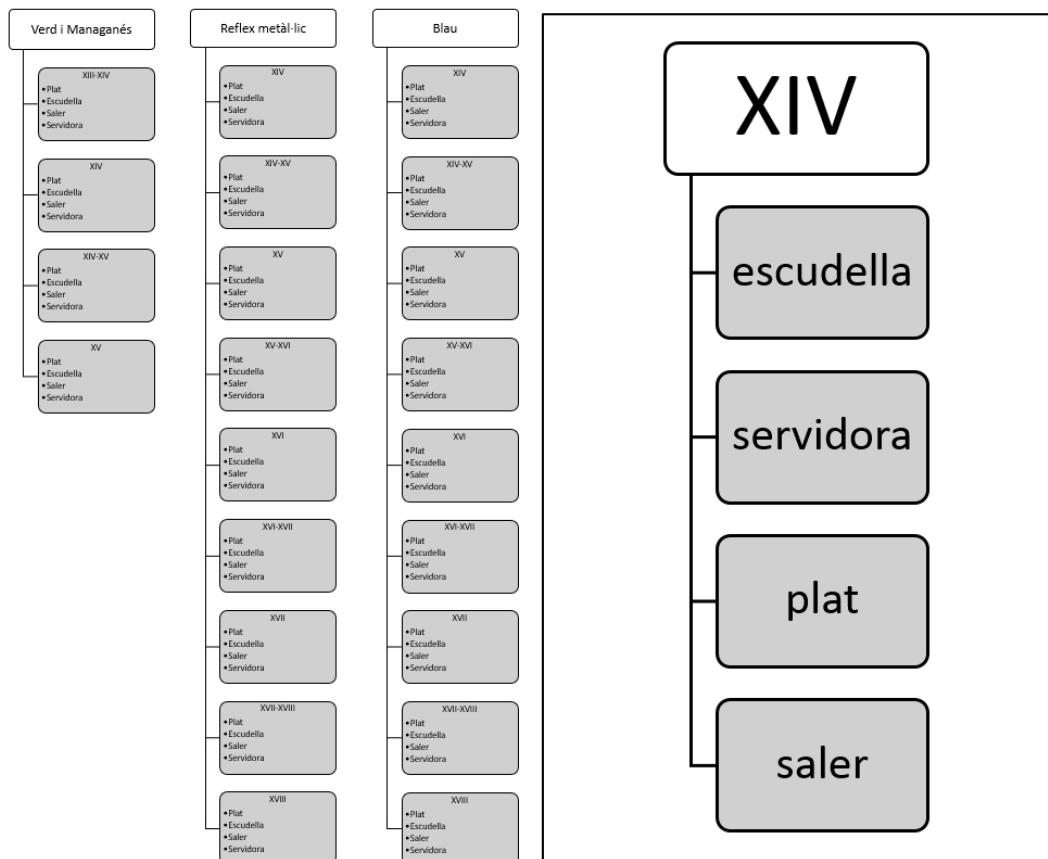 Verd i Managanés
XIII-XIV
•Plat
•Escudella
•Saler
•Servidora
XIV
•Plat
•Escudella
•Saler
•Servidora
XIV-XV
•Plat
•Escudella
•Saler
•Servidora
XV
•Plat
•Escudella
•Saler
•Servidora
Reflex metàl·lic
XIV
•Plat
•Escudella
•Saler
•Servidora
XIV-XV
•Plat
•Escudella
•Saler
•Servidora
XV
•Plat
•Escudella
•Saler
•Servidora
XV-XVI
•Plat
•Escudella
•Saler
•Servidora
XVI
•Plat
•Escudella
•Saler
•Servidora
XVI-XVII
•Plat
•Escudella
•Saler
•Servidora
XVII
•Plat
•Escudella
•Saler
•Servidora
XVII-XVIII
•Plat
•Escudella
•Saler
•Servidora
XVIII
•Plat
•Escudella
•Saler
•Servidora
Blau
XIV
•Plat
•Escudella
•Saler
•Servidora
XIV-XV
•Plat
•Escudella
•Saler
•Servidora
XV
•Plat
•Escudella
•Saler
•Servidora
XV-XVI
•Plat
•Escudella
•Saler
•Servidora
XVI
•Plat
•Escudella
•Saler
•Servidora
XVI-XVII
•Plat
•Escudella
•Saler
•Servidora
XVII
•Plat
•Escudella
•Saler
•Servidora
XVII-XVIII
•Plat
•Escudella
•Saler
•Servidora
XVIII
•Plat
•Escudella
•Saler
•Servidora
XIV
escudella
servidora
plat
saler